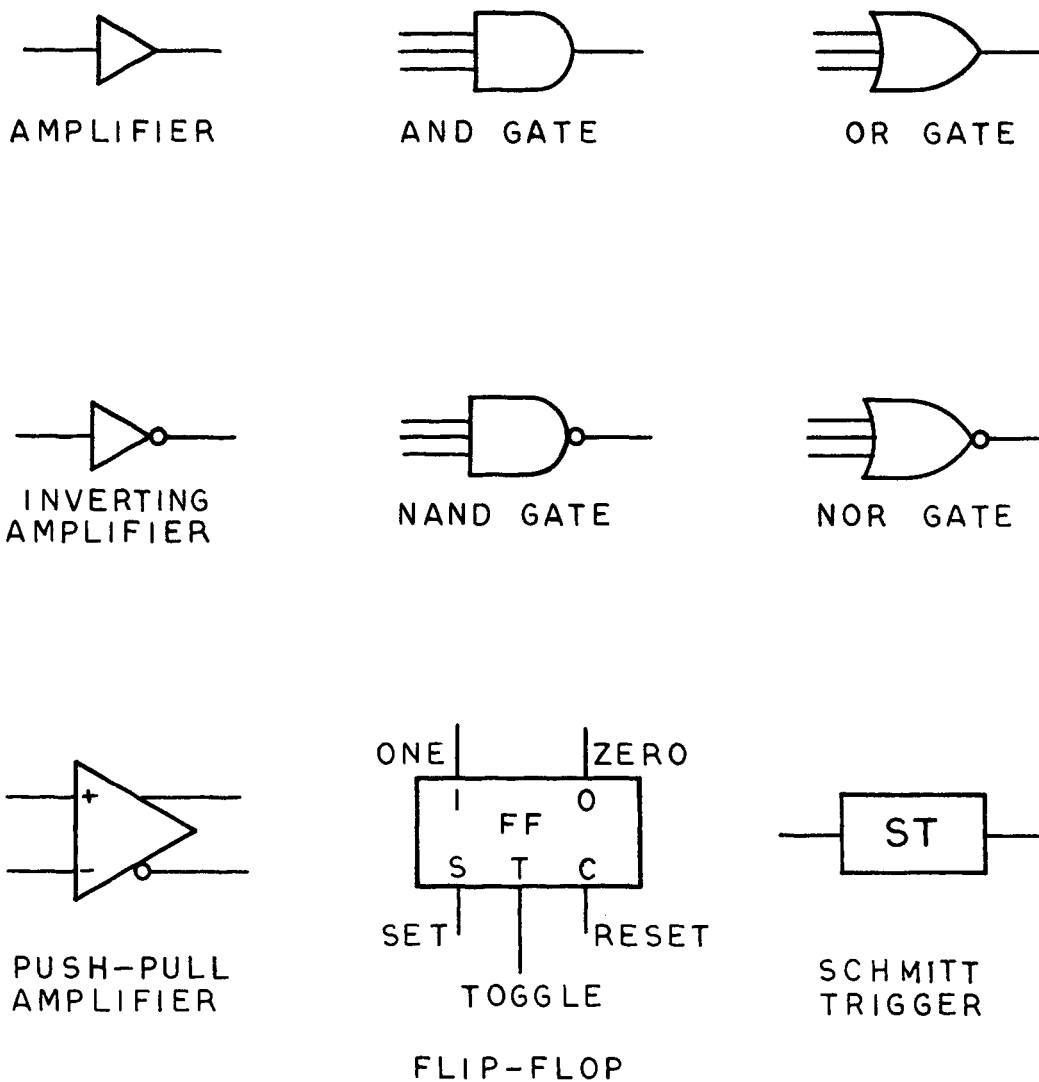 AMPLIFIER
AND GATE
OR GATE
INVERTING
AMPLIFIER
NAND GATE
NOR GATE
+
-
PUSH-PULL
AMPLIFIER
ONE
ZERO
1 0
FF
S T C
SET
RESET
TOGGLE
FLIP-FLOP
ST
SCHMITT
TRIGGER